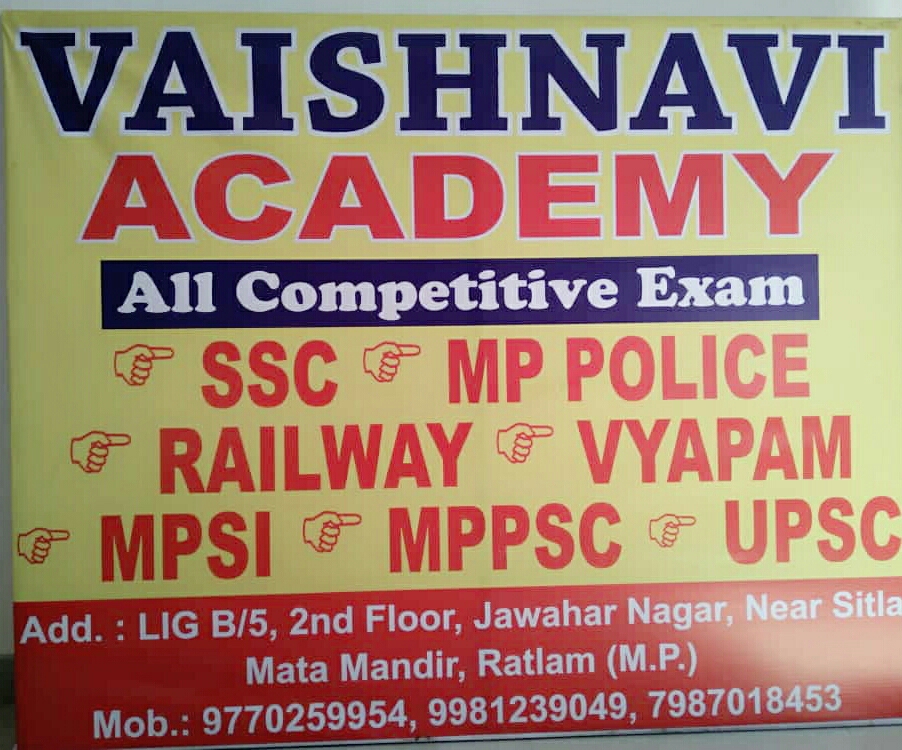 VAISHNAVI
ACADEMY
All Competitive Exam
SSC MP POLICE
RAILWAY VYAPAM
MPSI MPPSC UPSC
Add. : LIG B/5, 2nd Floor, Jawahar Nagar, Near Sitla
Mata Mandir, Ratlam (M.P.)
Mob.: 9770259954, 9981239049, 7987018453